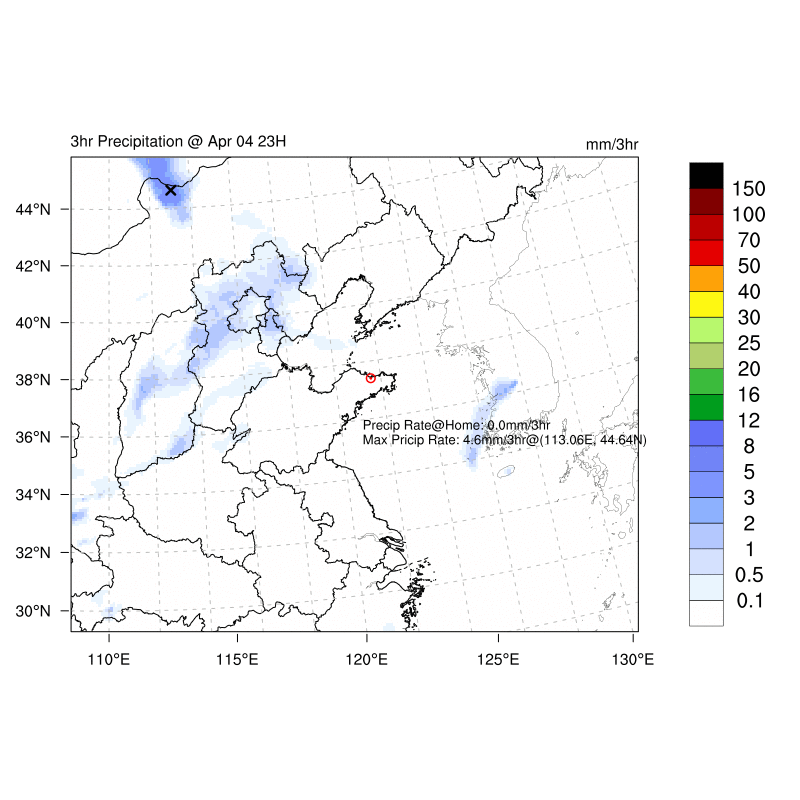 3hr Precipitation @ Apr 04 23H
mm/3hr
44°N
42°N
40°N
38°N
36°N
34°N
32°N
30°N
110°E
115°E
120°E
125°E
130°E
Precip Rate@Home: 0.0mm/3hr
Max Pricip Rate: 4.6mm/3hr@(113.06E, 44.64N)
150
100
70
50
40
30
25
20
16
12
8
5
3
2
1
0.5
0.1